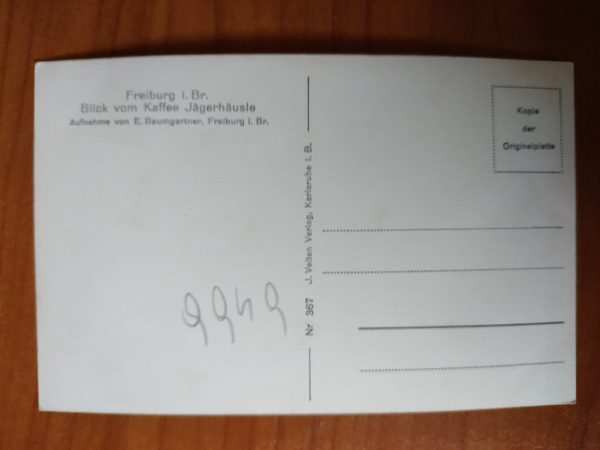 Freiburg i. Br.
Blick vom Kaffee Jägerhäusle
Aufnahme von E. Baumgartner, Freiburg i. Br.
Nr 367 J. Velten Verlag, Karlsruhe i. B.
Kopie
der
Originalplatte